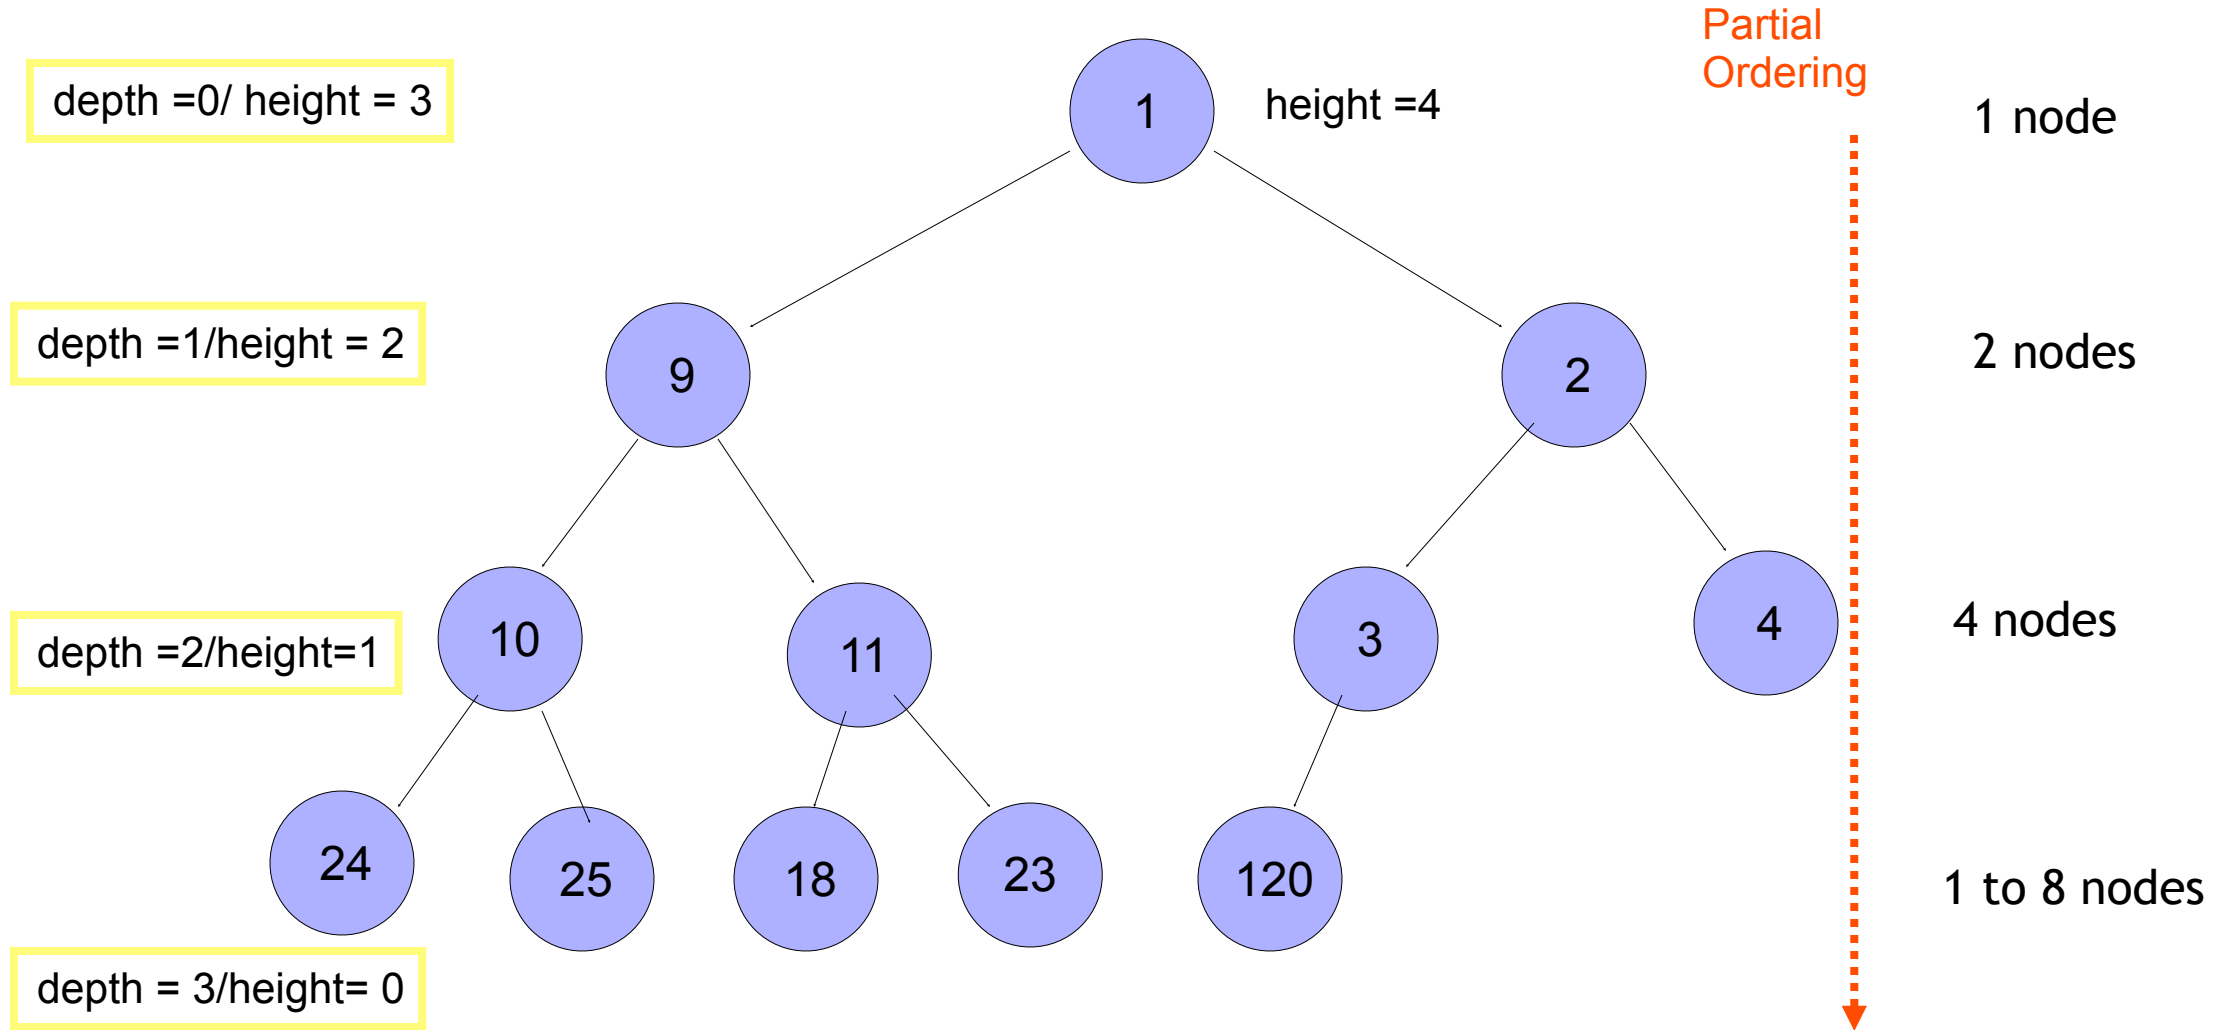 Partial
Ordering
depth =0/ height = 3
1
height =4
1 node
depth =1/height = 2
9
2
2 nodes
depth =2/height=1
10
11
3
4
4 nodes
24
25
18
23
120
1 to 8 nodes
depth = 3/height= 0